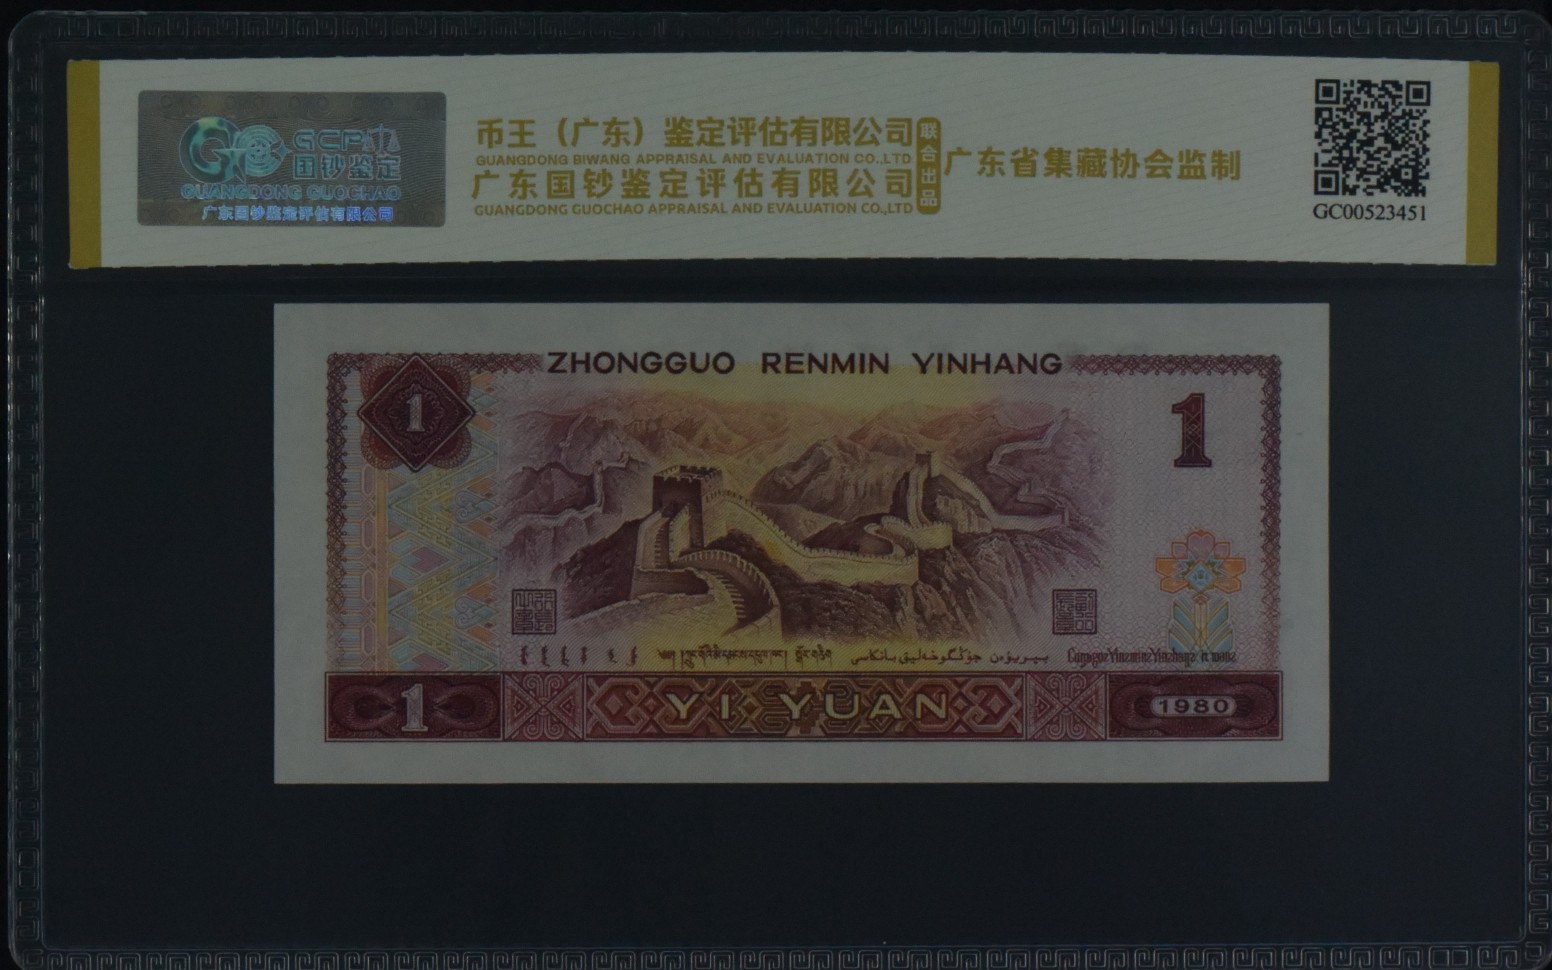 GCP
国钞鉴定
GUANGDONG GUOCHAO
广东国钞鉴定评估有限公司
币王（广东）鉴定评估有限公司
GUANGDONG BIWANG APPRAISAL AND EVALUATION CO.,LTD
广东国钞鉴定评估有限公司
GUANGDONG GUOCHAO APPRAISAL AND EVALUATION CO.,LTD
联合出品
广东省集藏协会监制
GC00523451
ZHONGGUO RENMIN YINHANG
1
1
1
YI YUAN
1980